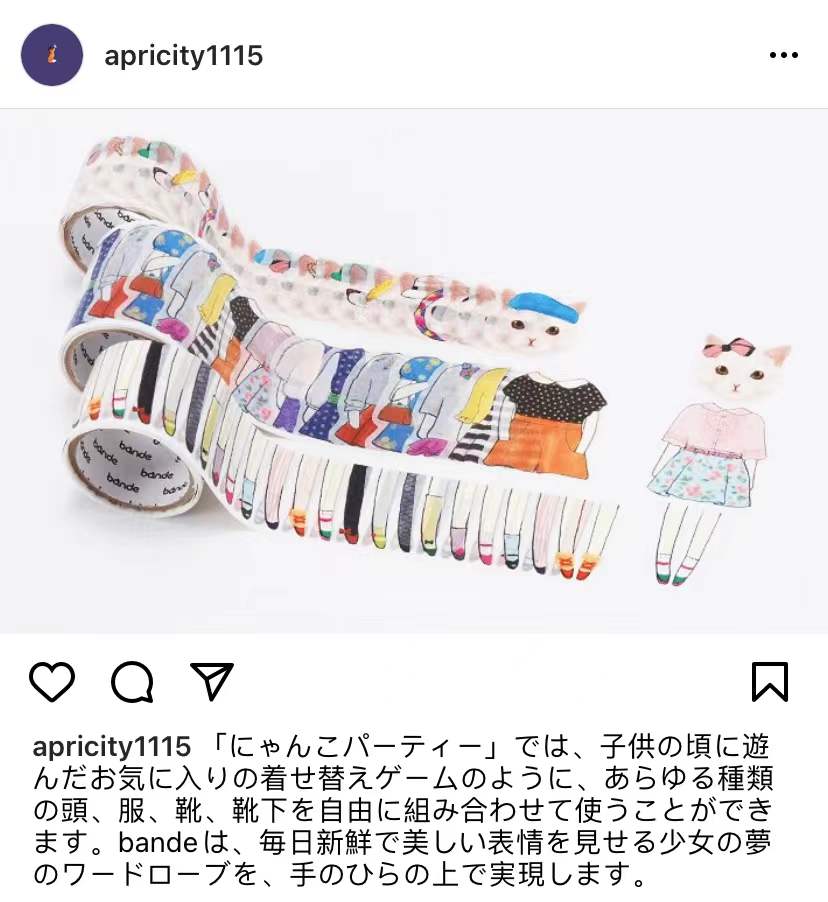 apricity1115
bande
bande
bande
bande
bande
bande
apricity1115 「にゃんこパーティー」では、子供の頃に遊
んだお気に入りの着せ替えゲームのように、あらゆる種類
の頭、服、靴、靴下を自由に組み合わせて使うことができ
ます。bandeは、毎日新鮮で美しい表情を見せる少女の夢
のワードローブを、手のひらの上で実現します。